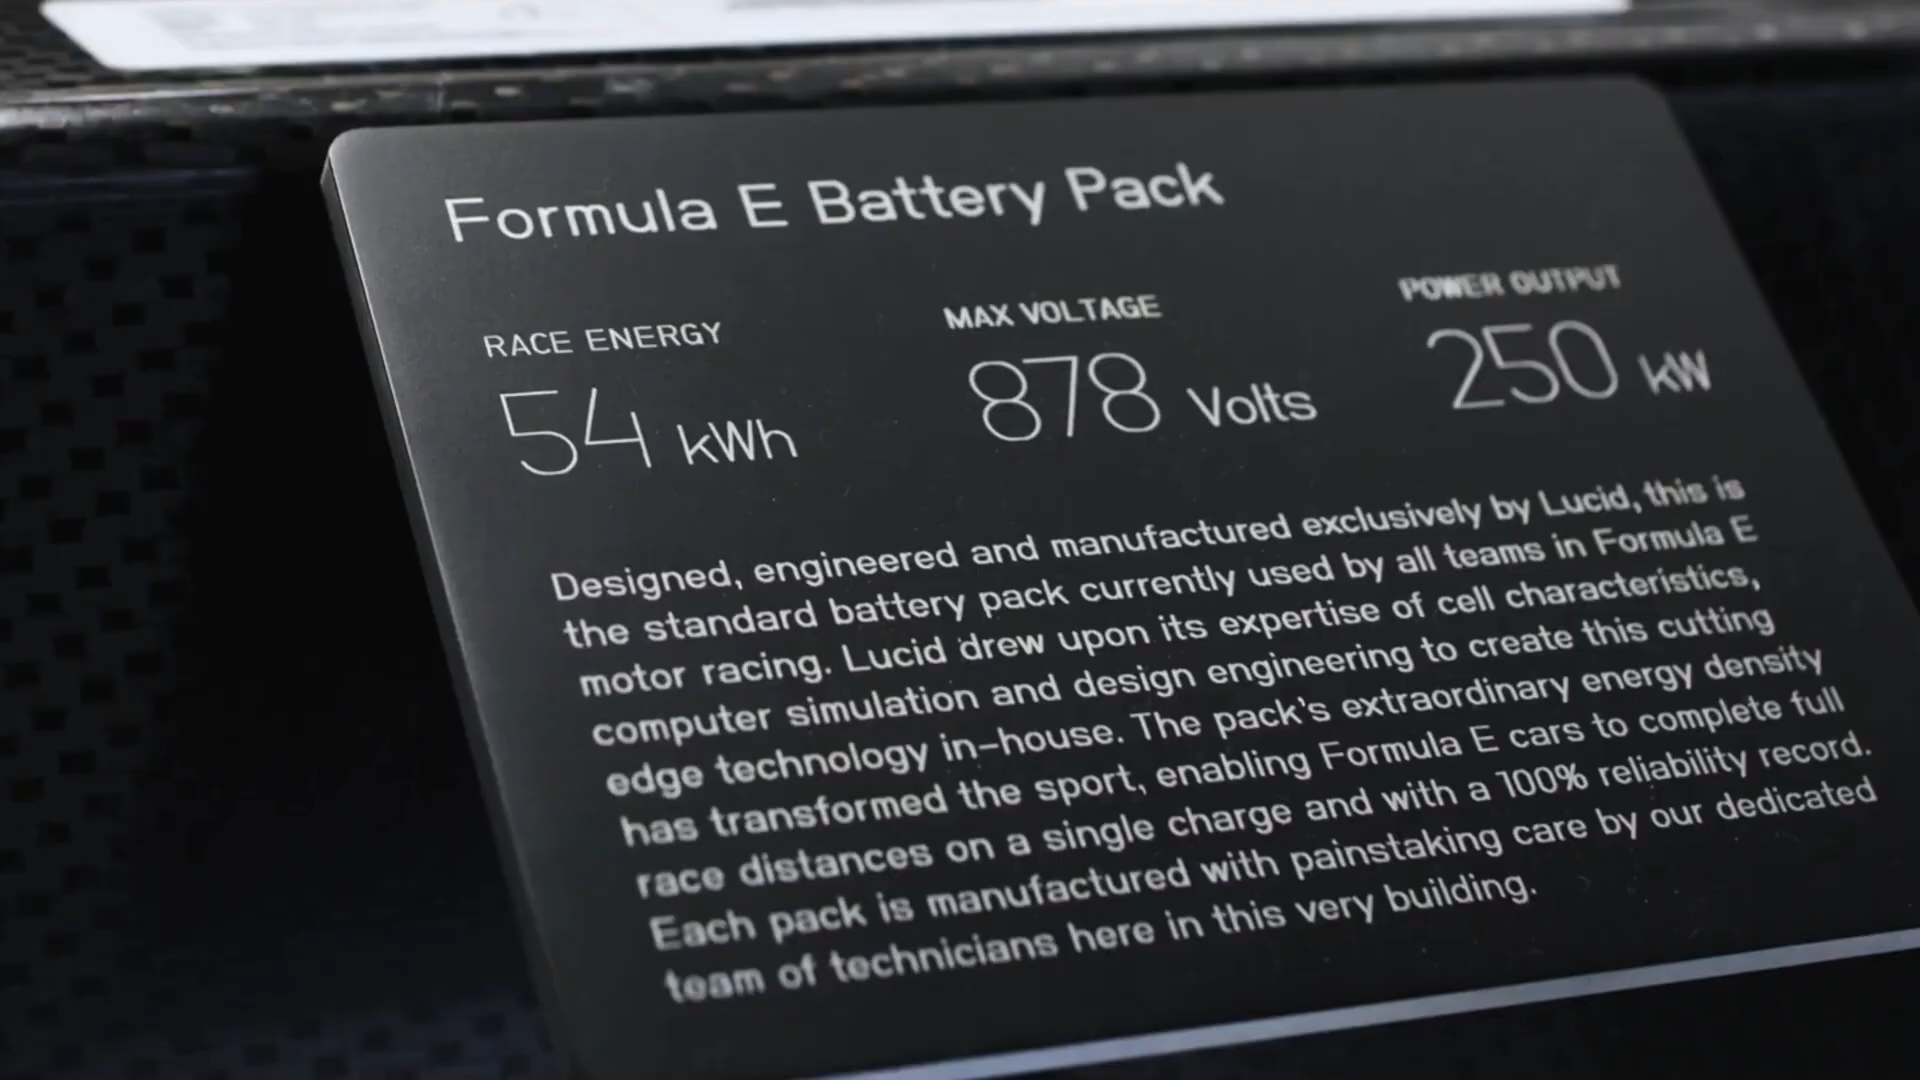 Formula E Battery Pack
RACE ENERGY
54 kWh
MAX VOLTAGE
878 Volts
POWER OUTPUT
250 kW
Designed, engineered and manufactured exclusively by Lucid, this is
the standard battery pack currently used by all teams in Formula E
motor racing. Lucid drew upon its expertise of cell characteristics,
computer simulation and design engineering to create this cutting
edge technology in-house. The pack's extraordinary energy density
has transformed the sport, enabling Formula E cars to complete full
race distances on a single charge and with a 100% reliability record.
Each pack is manufactured with painstaking care by our dedicated
team of technicians here in this very building.